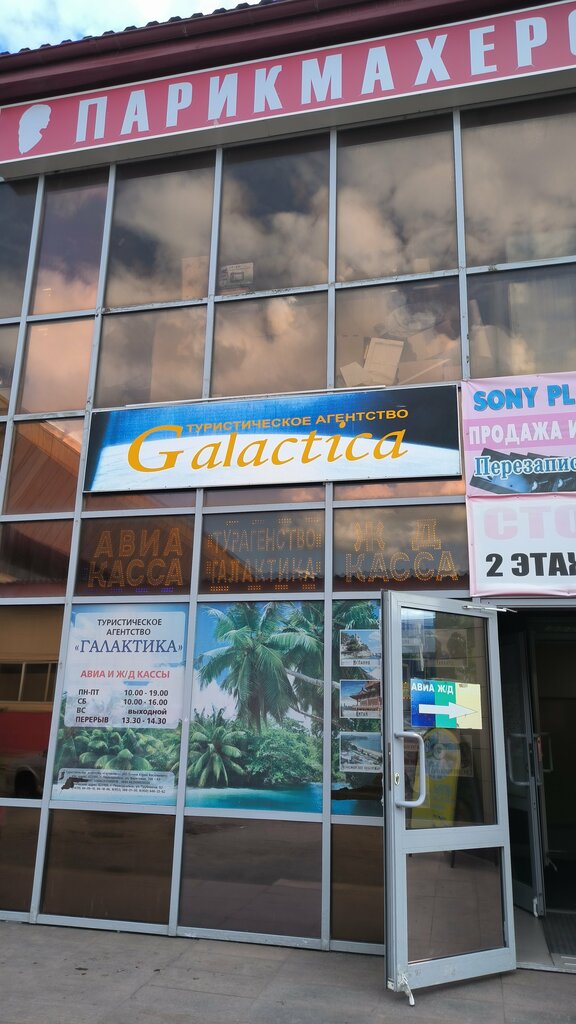 ПАРИКМАХЕРС
SONY PL
ПРОДАЖА И
Перезапис
СТО
2 ЭТАЖ
ТУРИСТИЧЕСКОЕ АГЕНТСТВО
Galactica
АВИА КАССА
ТУРАГЕНСТВО ГАЛАКТИКА
Ж Д КАССА
ТУРИСТИЧЕСКОЕ
АГЕНТСТВО
«ГАЛАКТИКА»
АВИА И Ж/Д КАССЫ
ПН-ПТ 10.00 - 19.00
СБ 10.00 - 16.00
ВС ВЫХОДНОЙ
ПЕРЕРЫВ 13.30 - 14.30
АВИА Ж/Д